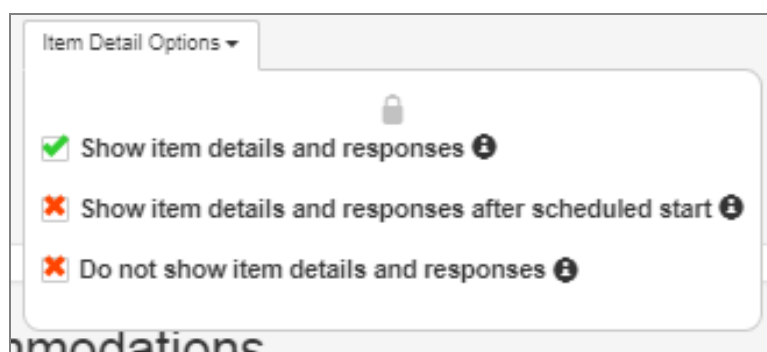 Item Detail Options
Show item details and responses
Show item details and responses after scheduled start
Do not show item details and responses